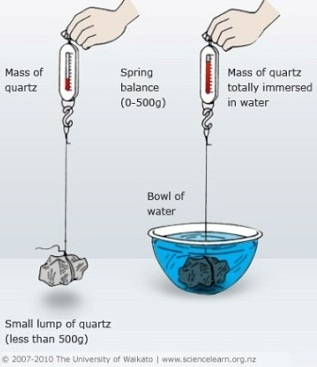 Mass of
quartz
Spring
balance
(0-500g)
Mass of quartz
totally immersed
in water
Bowl of
water
Small lump of quartz
(less than 500g)
© 2007-2010 The University of Waikato | www.sciencelearn.org.nz